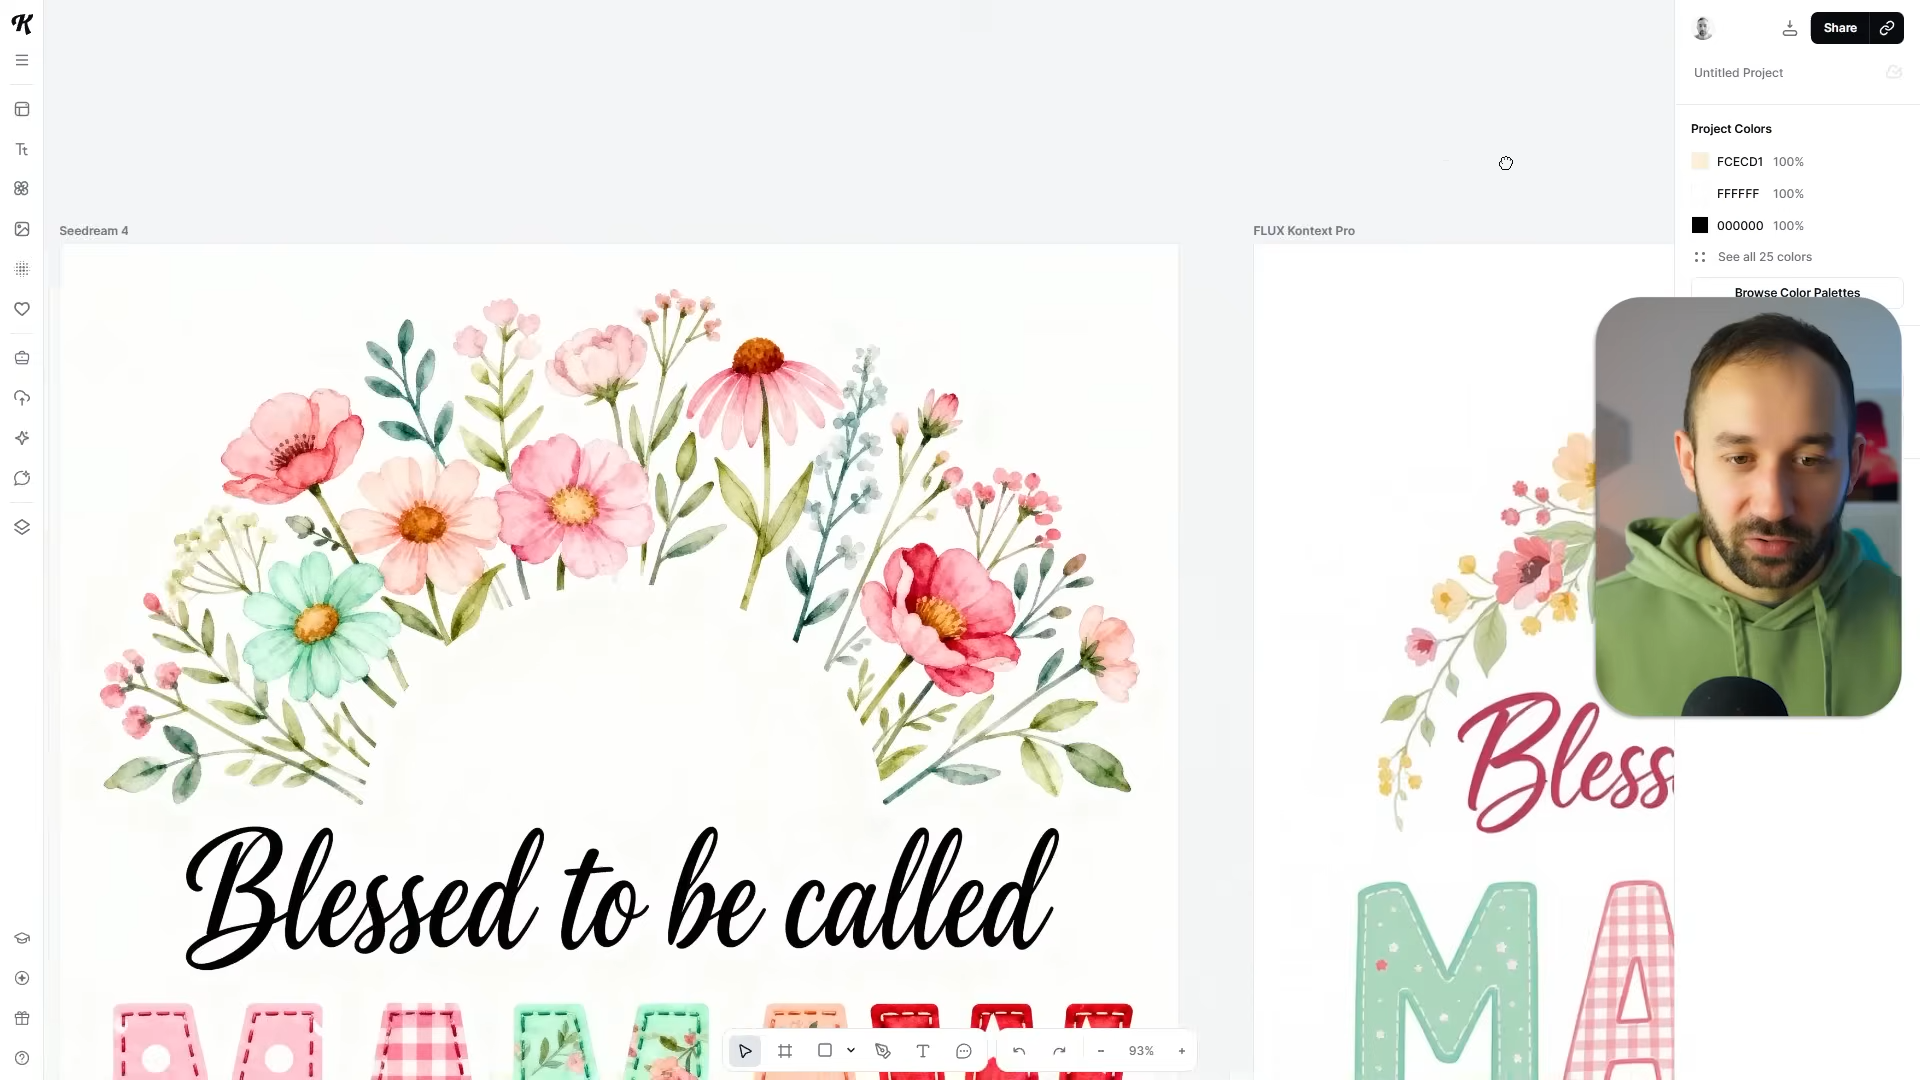 K
Share
Untitled Project
Project Colors
FCECD1 100%
FFFFFF 100%
000000 100%
See all 25 colors
Browse Color Palettes
Tt
Seedream 4
FLUX Kontext Pro
Blessed to be called
Bless
MA
T
- 93% +